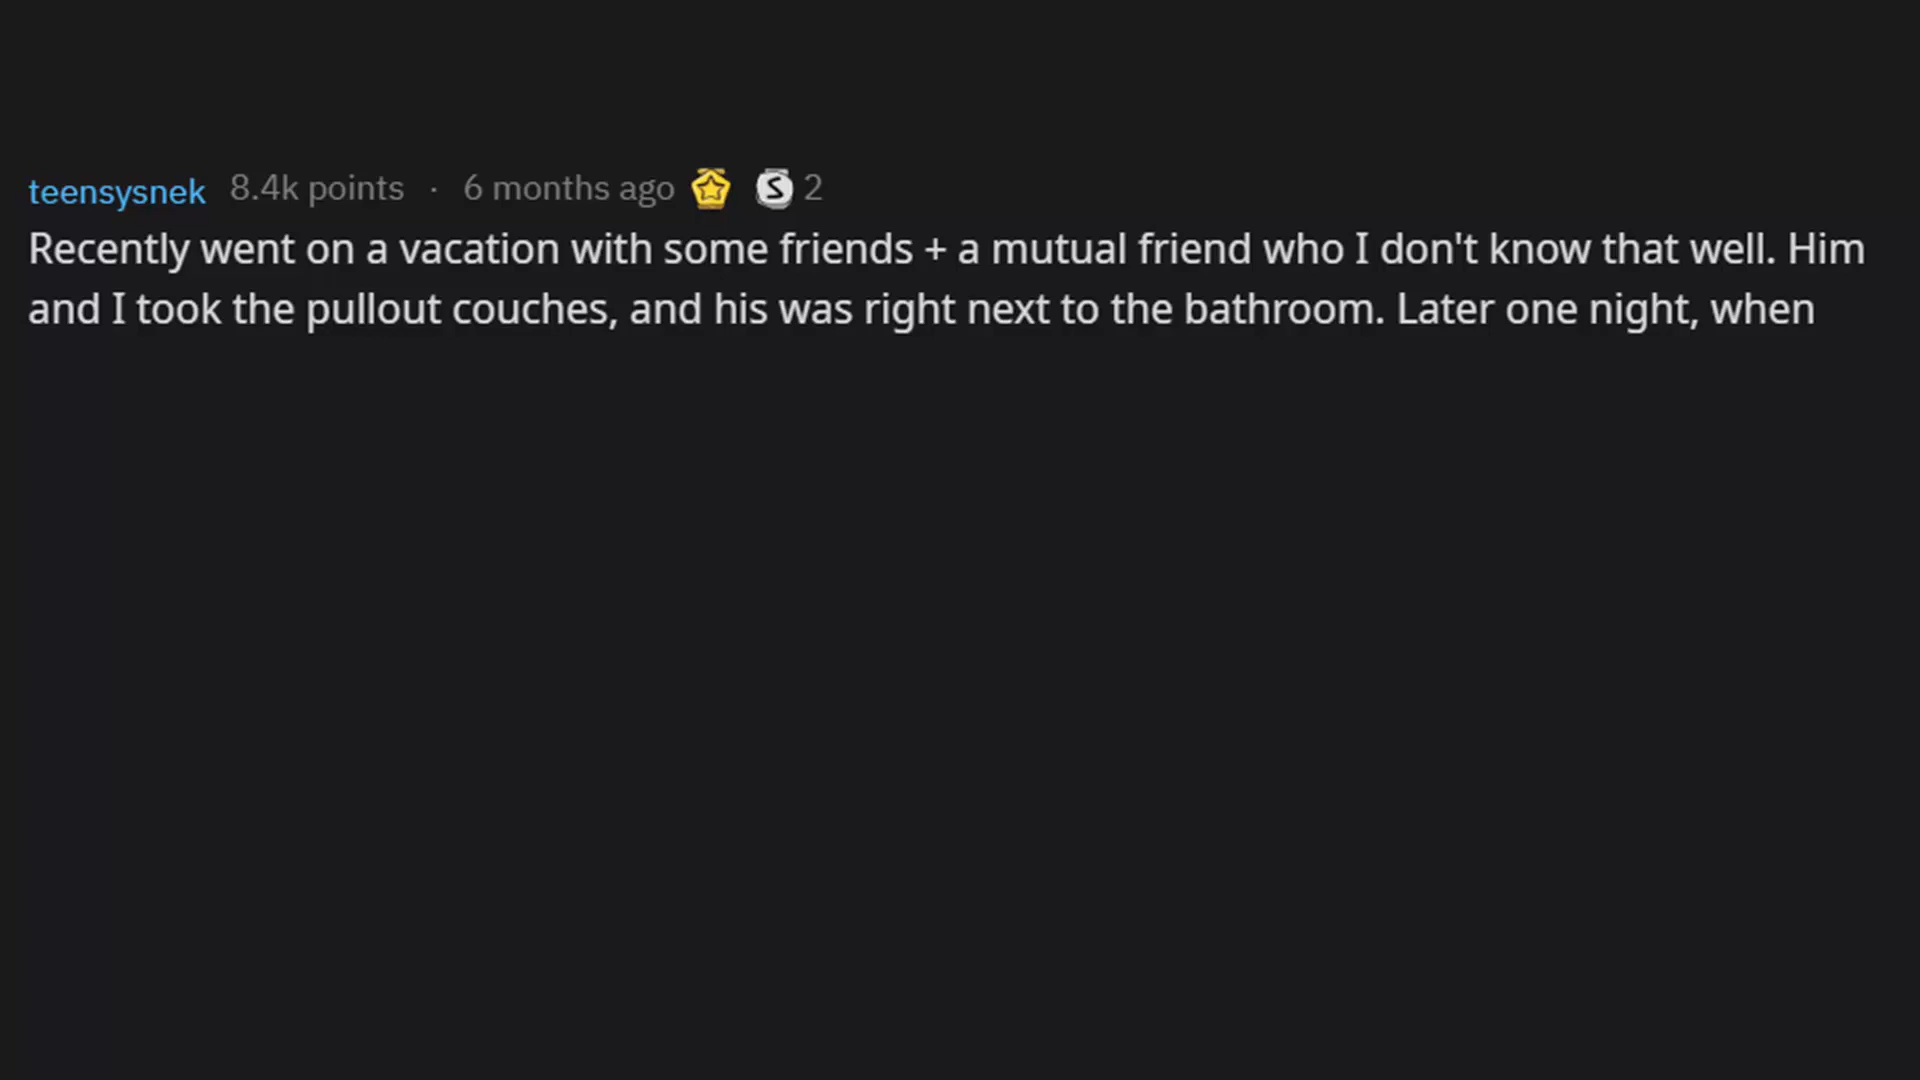 teensysnek 8.4k points · 6 months ago S 2
Recently went on a vacation with some friends + a mutual friend who I don't know that well. Him
and I took the pullout couches, and his was right next to the bathroom. Later one night, when